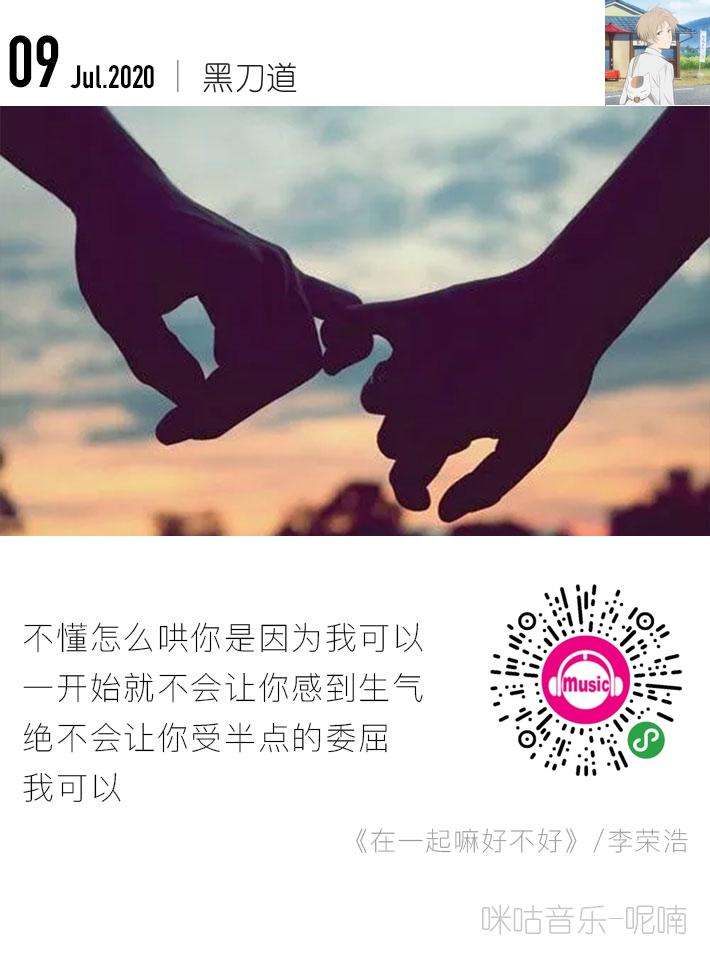 09 Jul.2020 | 黑刀道
不懂怎么哄你是因为我可以
一开始就不会让你感到生气
绝不会让你受半点的委屈
我可以
Music
《在一起嘛好不好》/李荣浩
咪咕音乐-呢喃